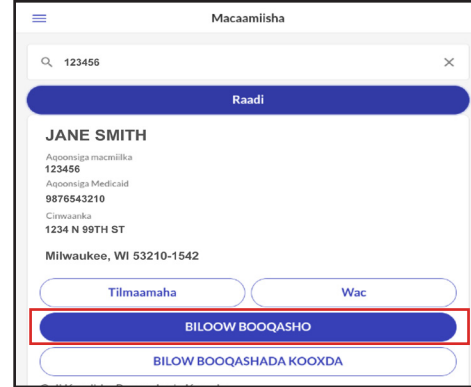 Macaamiisha
123456
Raadi
JANE SMITH
Aqoonsiga macmiilka
123456
Aqoonsiga Medicaid
9876543210
Cinwaanka
1234 N 99TH ST
Milwaukee, WI 53210-1542
Tilmaamaha
Wac
BILOOW BOOQASHO
BILOW BOOQASHADA KOOXDA